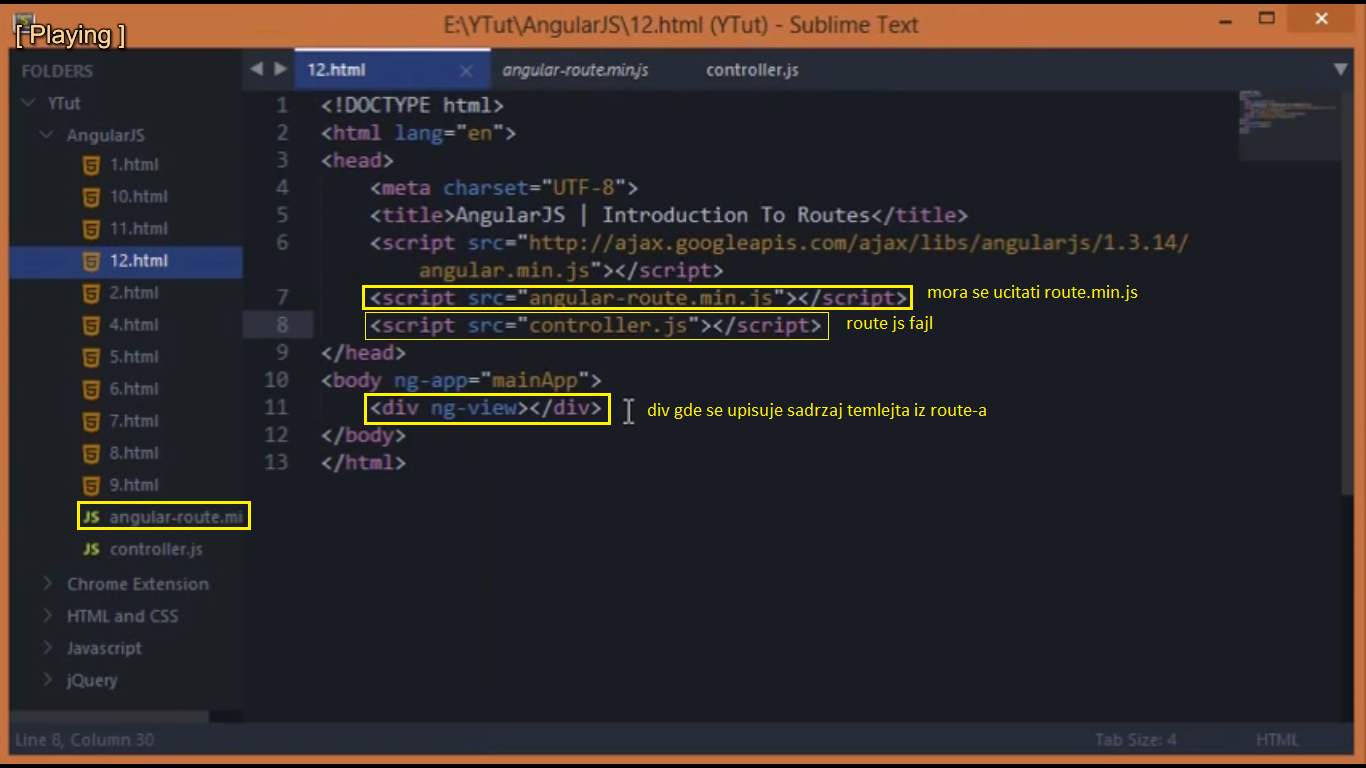 E:\YTut\AngularJS\12.html (YTut) - Sublime Text
[ Playing ]
FOLDERS
YTut
AngularJS
1.html
10.html
11.html
12.html
2.html
4.html
5.html
6.html
7.html
8.html
9.html
JS angular-route.mi
JS controller.js
Chrome Extension
HTML and CSS
Javascript
jQuery
12.html angular-route.min.js controller.js
1 <!DOCTYPE html>
2 <html lang="en">
3 <head>
4 <meta charset="UTF-8">
5 <title>AngularJS | Introduction To Routes</title>
6 <script src="http://ajax.googleapis.com/ajax/libs/angularjs/1.3.14/
angular.min.js"></script>
7 <script src="angular-route.min.js"></script> mora se ucitati route.min.js
8 <script src="controller.js"></script> route js fajl
9 </head>
10 <body ng-app="mainApp">
11 <div ng-view></div> div gde se upisuje sadrzaj temlejta iz route-a
12 </body>
13 </html>
Line 8, Column 30
Tab Size: 4
HTML